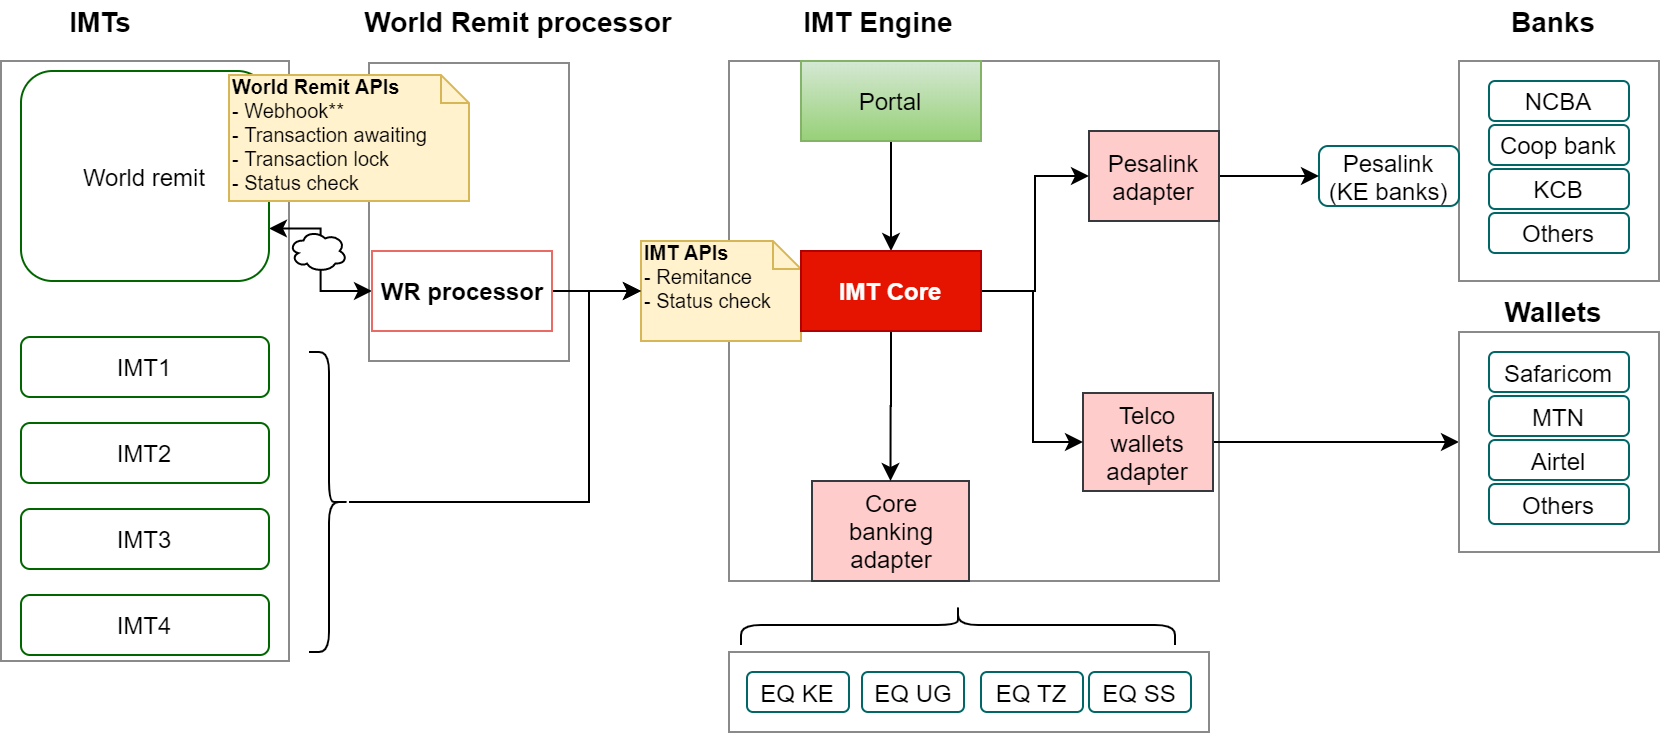 IMTs
World Remit processor
IMT Engine
Banks
World remit
World Remit APIs
- Webhook**
- Transaction awaiting
- Transaction lock
- Status check
WR processor
IMT1
IMT2
IMT3
IMT4
IMT APIs
- Remitance
- Status check
Portal
IMT Core
Core
banking
adapter
Pesalink
adapter
Telco
wallets
adapter
Pesalink
(KE banks)
NCBA
Coop bank
KCB
Others
Wallets
Safaricom
MTN
Airtel
Others
EQ KE
EQ UG
EQ TZ
EQ SS